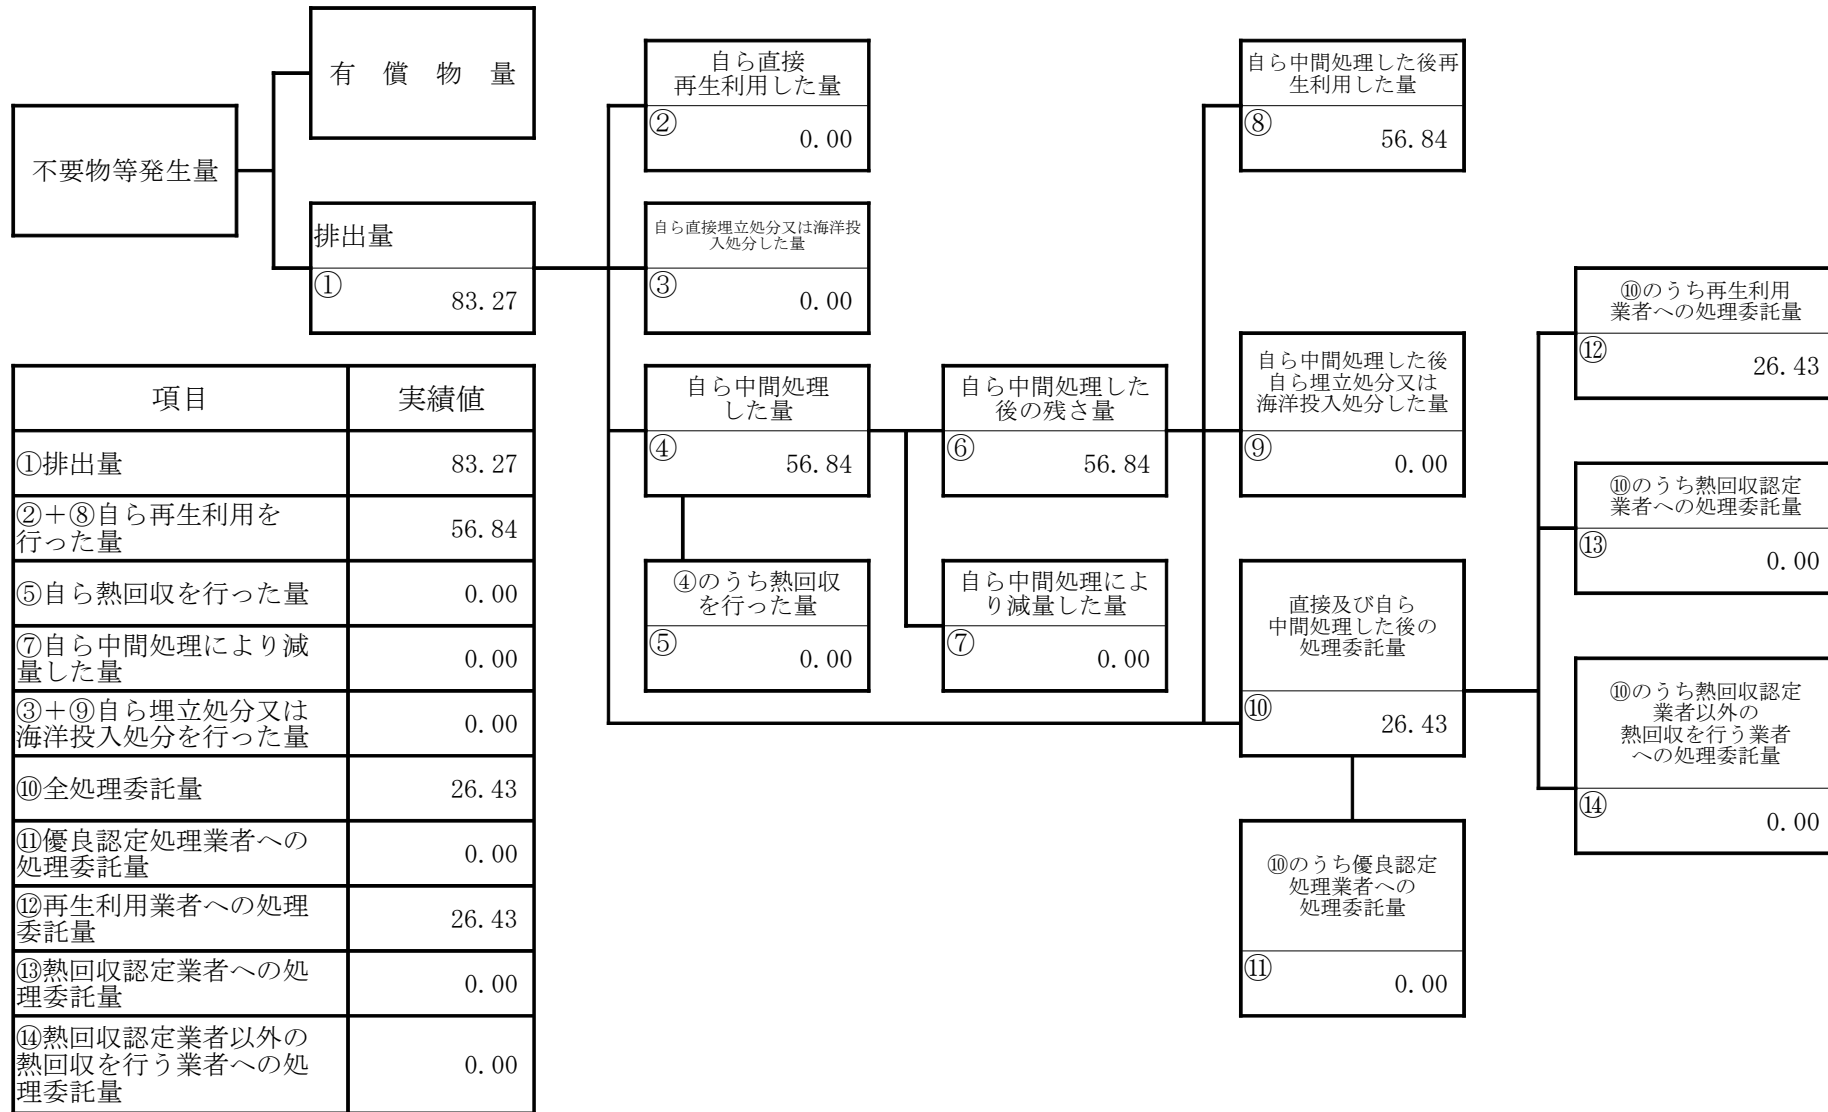 有　償　物　量
不要物等発生量
排出量
①
83.27
自ら直接
再生利用した量
②
0.00
自ら直接埋立処分又は海洋投
入処分した量
③
0.00
自ら中間処理
した量
④
56.84
④のうち熱回収
を行った量
⑤
0.00
自ら中間処理した
後の残さ量
⑥
56.84
自ら中間処理によ
り減量した量
⑦
0.00
自ら中間処理した後再
生利用した量
⑧
56.84
自ら中間処理した後
自ら埋立処分又は
海洋投入処分した量
⑨
0.00
直接及び自ら
中間処理した後の
処理委託量
⑩
26.43
⑩のうち優良認定
処理業者への
処理委託量
⑪
0.00
⑩のうち再生利用
業者への処理委託量
⑫
26.43
⑩のうち熱回収認定
業者への処理委託量
⑬
0.00
⑩のうち熱回収認定
業者以外の
熱回収を行う業者
への処理委託量
⑭
0.00
項目 実績値
①排出量 83.27
②＋⑧自ら再生利用を
行った量 56.84
⑤自ら熱回収を行った量 0.00
⑦自ら中間処理により減
量した量 0.00
③＋⑨自ら埋立処分又は
海洋投入処分を行った量 0.00
⑩全処理委託量 26.43
⑪優良認定処理業者への
処理委託量 0.00
⑫再生利用業者への処理
委託量 26.43
⑬熱回収認定業者への処
理委託量 0.00
⑭熱回収認定業者以外の
熱回収を行う業者への処
理委託量 0.00